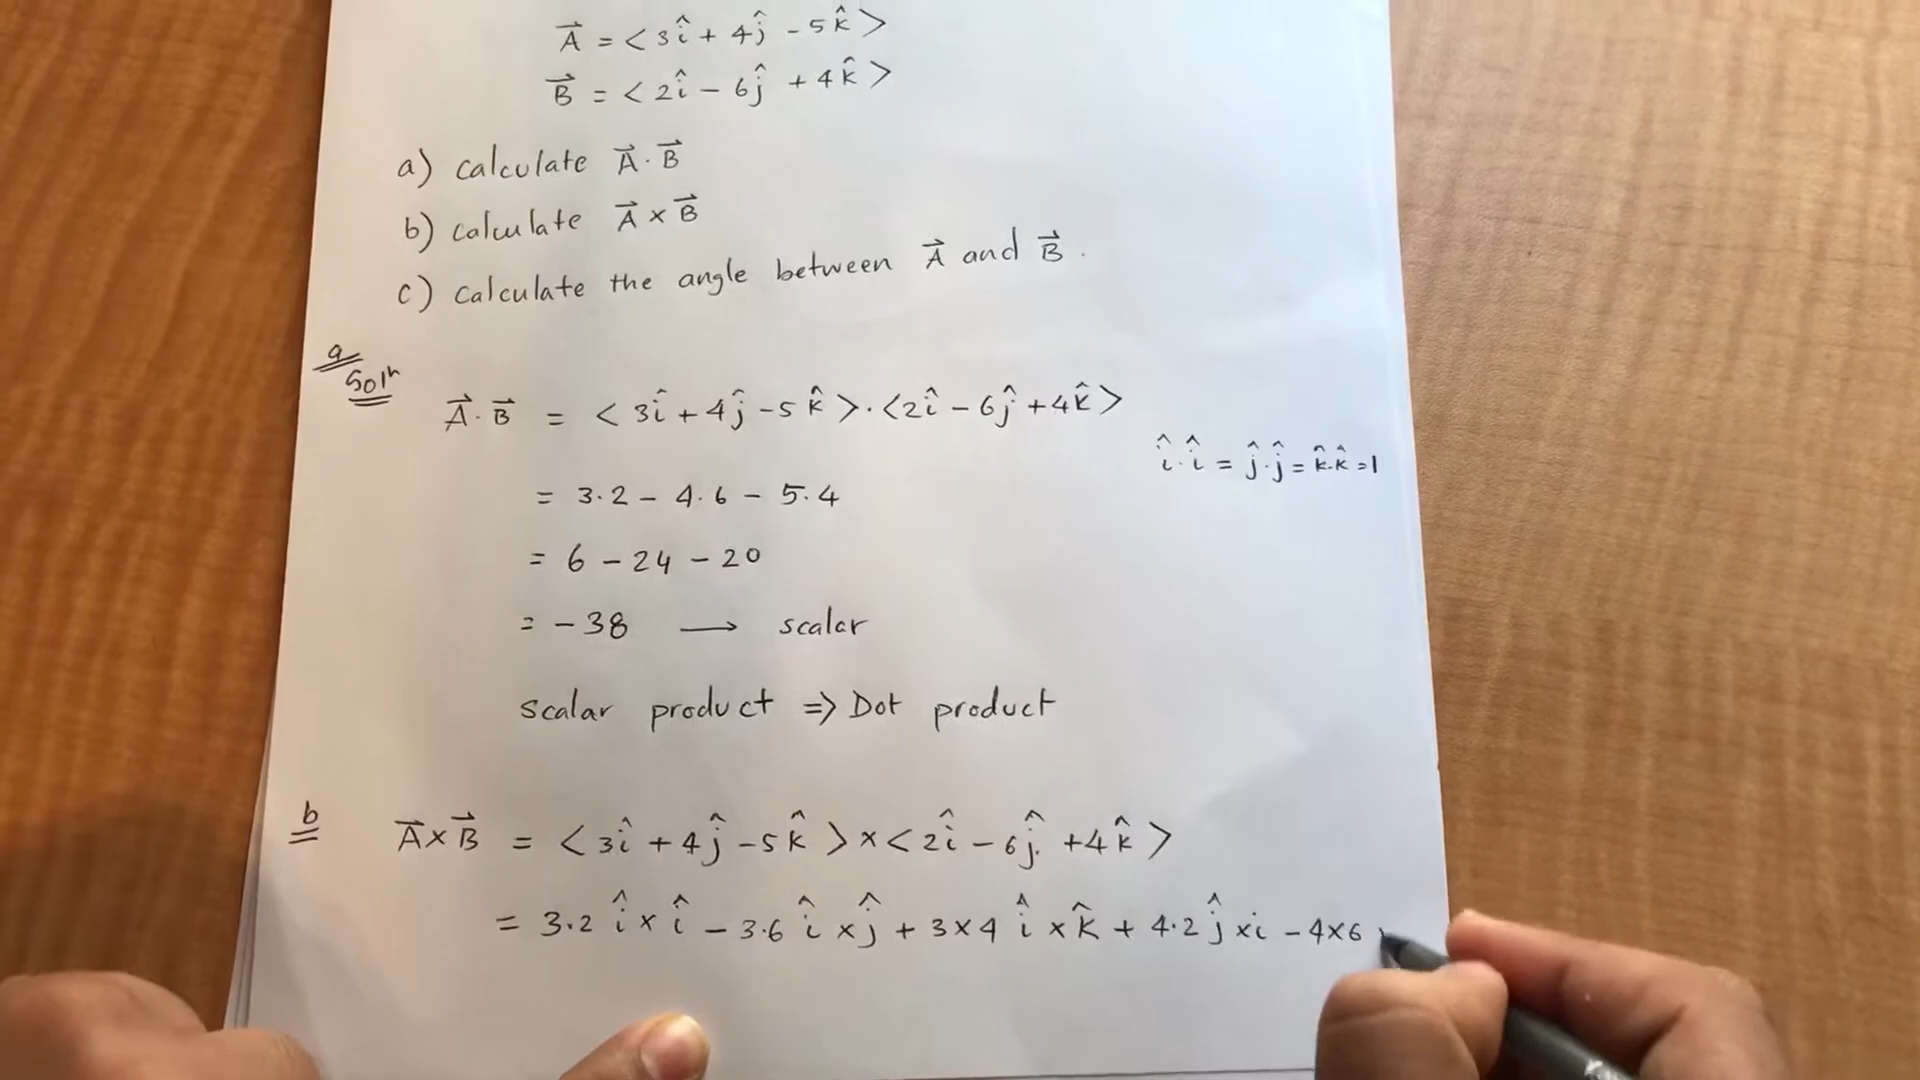 A⃗ = < 3î + 4ĵ - 5k̂ >
B⃗ = < 2î - 6ĵ + 4k̂ >
a) calculate A⃗ · B⃗
b) calculate A⃗ × B⃗
c) calculate the angle between A⃗ and B⃗ .
a
Solⁿ
A⃗ · B⃗ = < 3î + 4ĵ - 5k̂ > · < 2î - 6ĵ + 4k̂ >
î · î = ĵ · ĵ = k̂ · k̂ = 1
= 3·2 - 4·6 - 5·4
= 6 - 24 - 20
= - 38 ⟶ scalar
scalar product => Dot product
b
A⃗ × B⃗ = < 3î + 4ĵ - 5k̂ > × < 2î - 6ĵ + 4k̂ >
= 3·2 î × î - 3·6 î × ĵ + 3×4 î × k̂ + 4·2 ĵ × i - 4×6